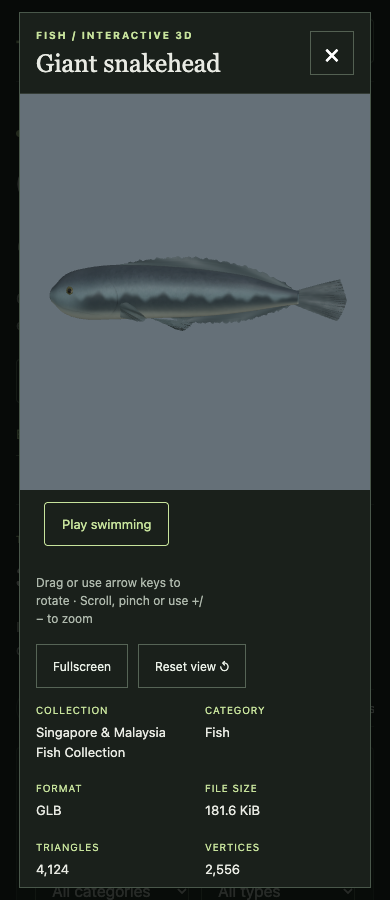 FISH / INTERACTIVE 3D
Giant snakehead
×
Play swimming
Drag or use arrow keys to
rotate · Scroll, pinch or use +/
− to zoom
Fullscreen
Reset view ↺
COLLECTION
CATEGORY
Singapore & Malaysia
Fish Collection
Fish
FORMAT
FILE SIZE
GLB
181.6 KiB
TRIANGLES
VERTICES
4,124
2,556
All categories
All types